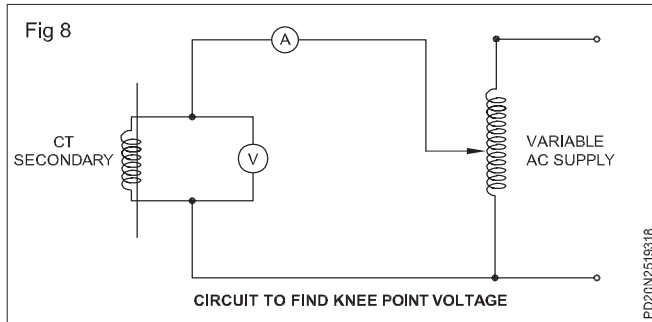 Fig 8
A
CT
SECONDARY
V
VARIABLE
AC SUPPLY
CIRCUIT TO FIND KNEE POINT VOLTAGE
PD20N2519318